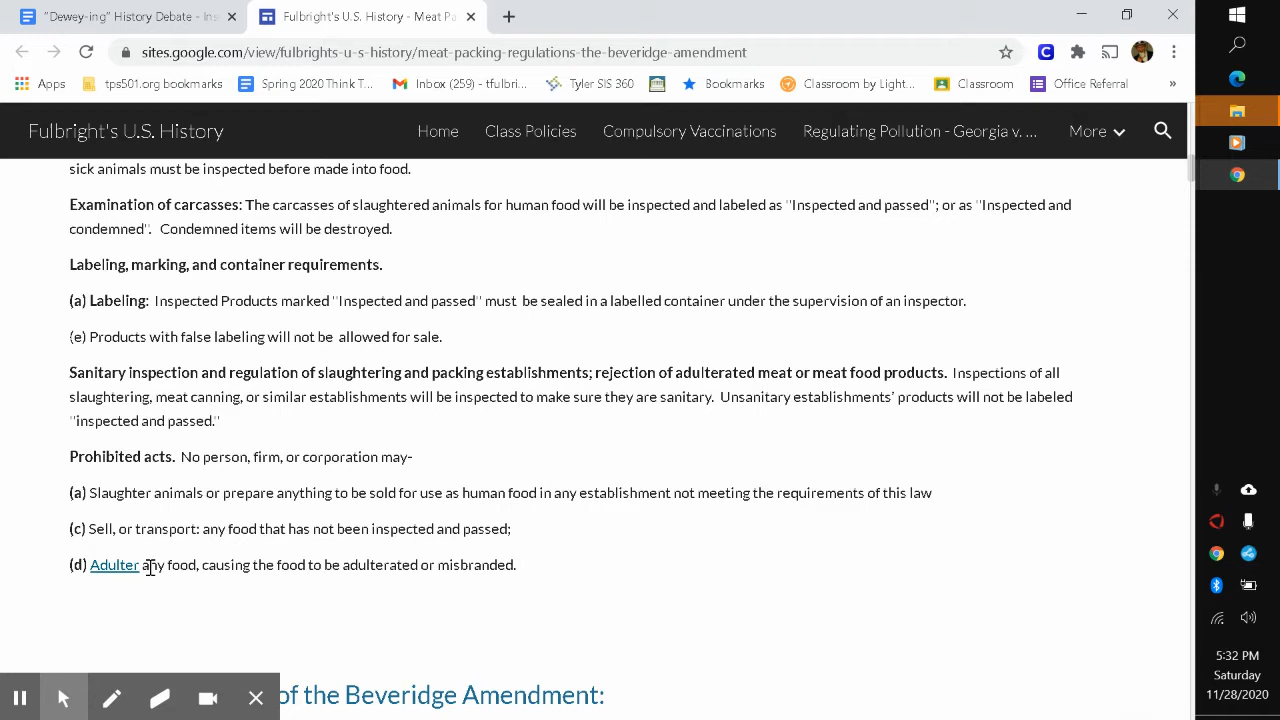 "Dewey-ing" History Debate - Ins
Fulbright's U.S. History - Meat Pa
sites.google.com/view/fulbrights-u-s-history/meat-packing-regulations-the-beveridge-amendment
Apps tps501.org bookmarks Spring 2020 Think T... Inbox (259) - tfulbri... Tyler SIS 360 Bookmarks Classroom by Light... Classroom Office Referral »
Fulbright's U.S. History Home Class Policies Compulsory Vaccinations Regulating Pollution - Georgia v. ... More
sick animals must be inspected before made into food.
Examination of carcasses: The carcasses of slaughtered animals for human food will be inspected and labeled as "Inspected and passed"; or as "Inspected and
condemned". Condemned items will be destroyed.
Labeling, marking, and container requirements.
(a) Labeling: Inspected Products marked "Inspected and passed" must be sealed in a labelled container under the supervision of an inspector.
(e) Products with false labeling will not be allowed for sale.
Sanitary inspection and regulation of slaughtering and packing establishments; rejection of adulterated meat or meat food products. Inspections of all
slaughtering, meat canning, or similar establishments will be inspected to make sure they are sanitary. Unsanitary establishments' products will not be labeled
"inspected and passed."
Prohibited acts. No person, firm, or corporation may-
(a) Slaughter animals or prepare anything to be sold for use as human food in any establishment not meeting the requirements of this law
(c) Sell, or transport: any food that has not been inspected and passed;
(d) Adulter any food, causing the food to be adulterated or misbranded.
of the Beveridge Amendment:
5:32 PM
Saturday
11/28/2020